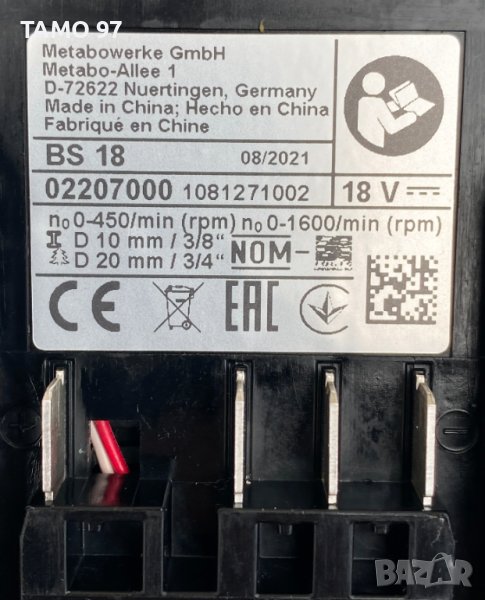 TAMO 97
Metabowerke GmbH
Metabo-Allee 1
D-72622 Nuertingen, Germany
Made in China; Hecho en China
Fabriqué en Chine
BS 18 08/2021
02207000 1081271002 18 V
n₀ 0-450/min (rpm) n₀ 0-1600/min (rpm)
D 10 mm / 3/8"
D 20 mm / 3/4" NOM-
CE EAC
BAZAR